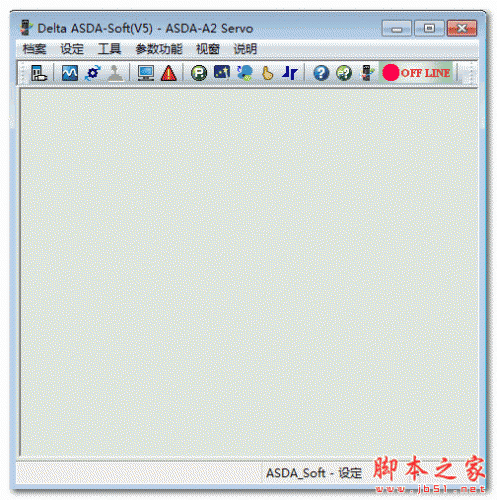 Delta ASDA-Soft(V5) - ASDA-A2 Servo
档案 设定 工具 参数功能 视窗 说明
OFF LINE
ASDA_Soft - 设定
脚本之家
www.jb51.net